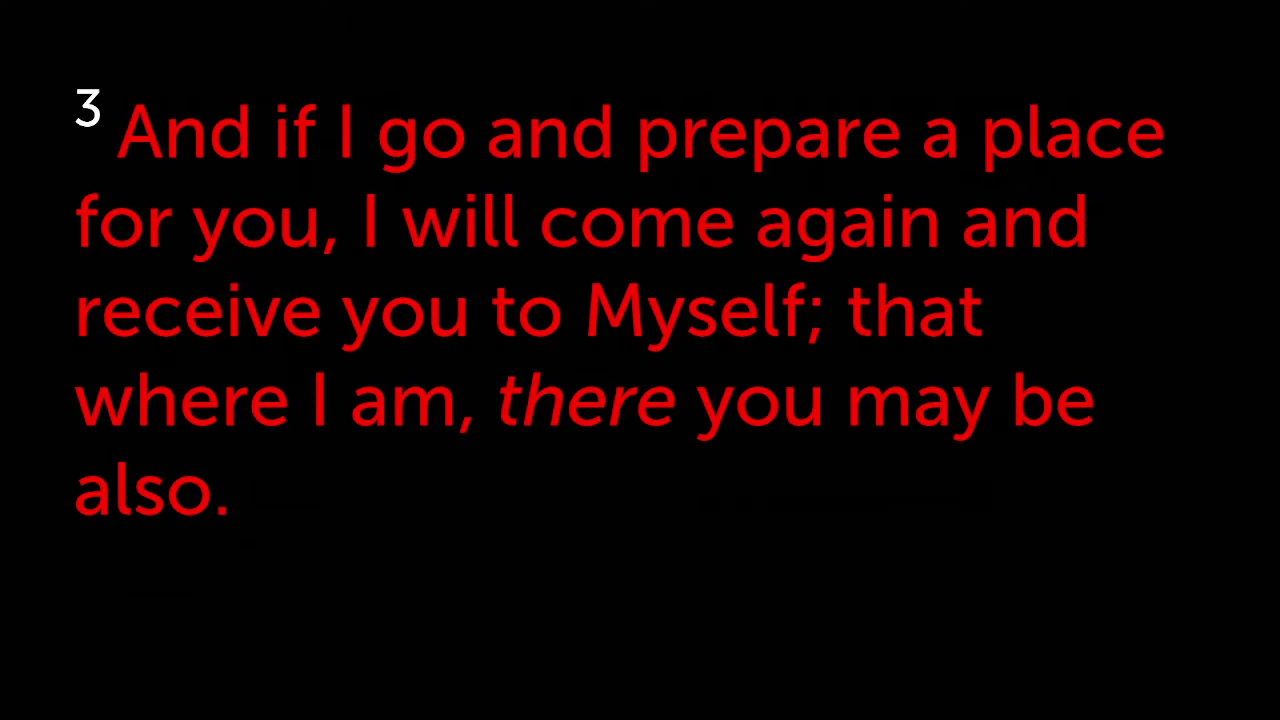 3 And if I go and prepare a place
for you, I will come again and
receive you to Myself; that
where I am, there you may be
also.